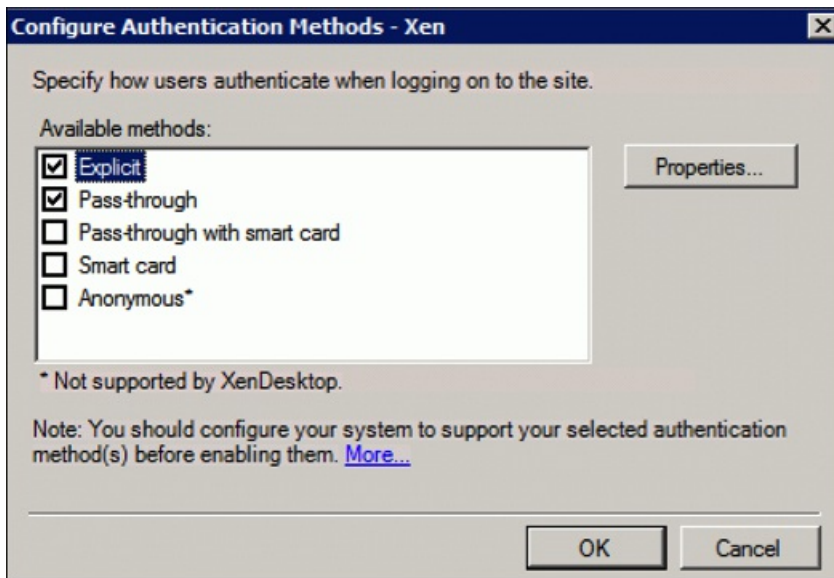 Configure Authentication Methods - Xen
Specify how users authenticate when logging on to the site.
Available methods:
Explicit
Properties...
Pass-through
Pass-through with smart card
Smart card
Anonymous*
* Not supported by XenDesktop.
Note: You should configure your system to support your selected authentication
method(s) before enabling them. More...
OK
Cancel